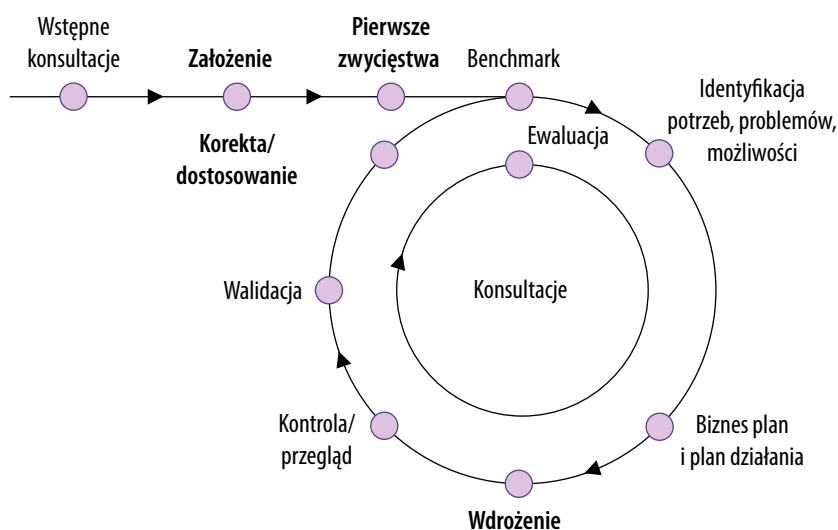 Wstępne
konsultacje
Założenie
Pierwsze
zwycięstwa
Benchmark
Identyfikacja
potrzeb, problemów,
możliwości
Korekta/
dostosowanie
Ewaluacja
Walidacja
Konsultacje
Kontrola/
przegląd
Biznes plan
i plan działania
Wdrożenie